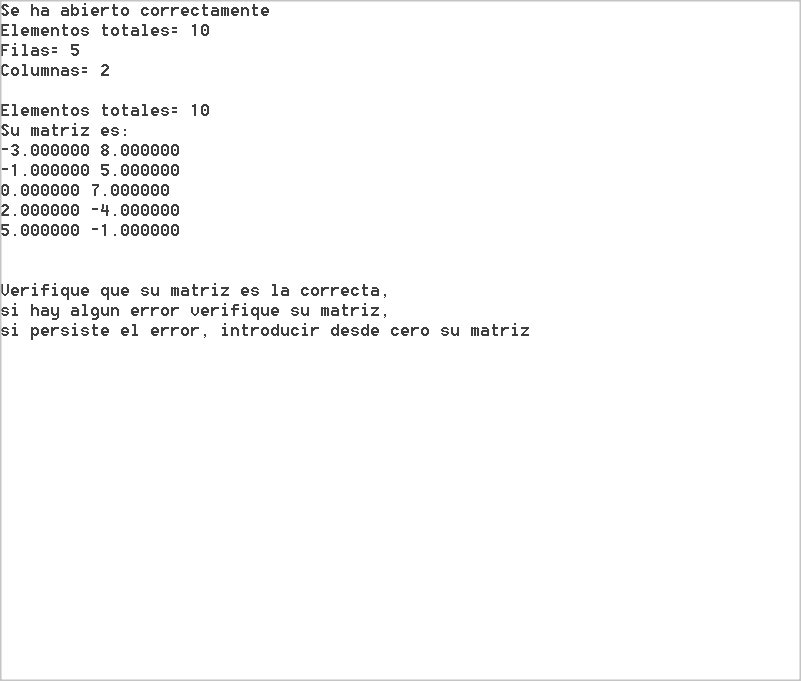 Se ha abierto correctamente
Elementos totales= 10
Filas= 5
Columnas= 2
Elementos totales= 10
Su matriz es:
-3.000000 8.000000
-1.000000 5.000000
0.000000 7.000000
2.000000 -4.000000
5.000000 -1.000000
Verifique que su matriz es la correcta,
si hay algun error verifique su matriz,
si persiste el error, introducir desde cero su matriz